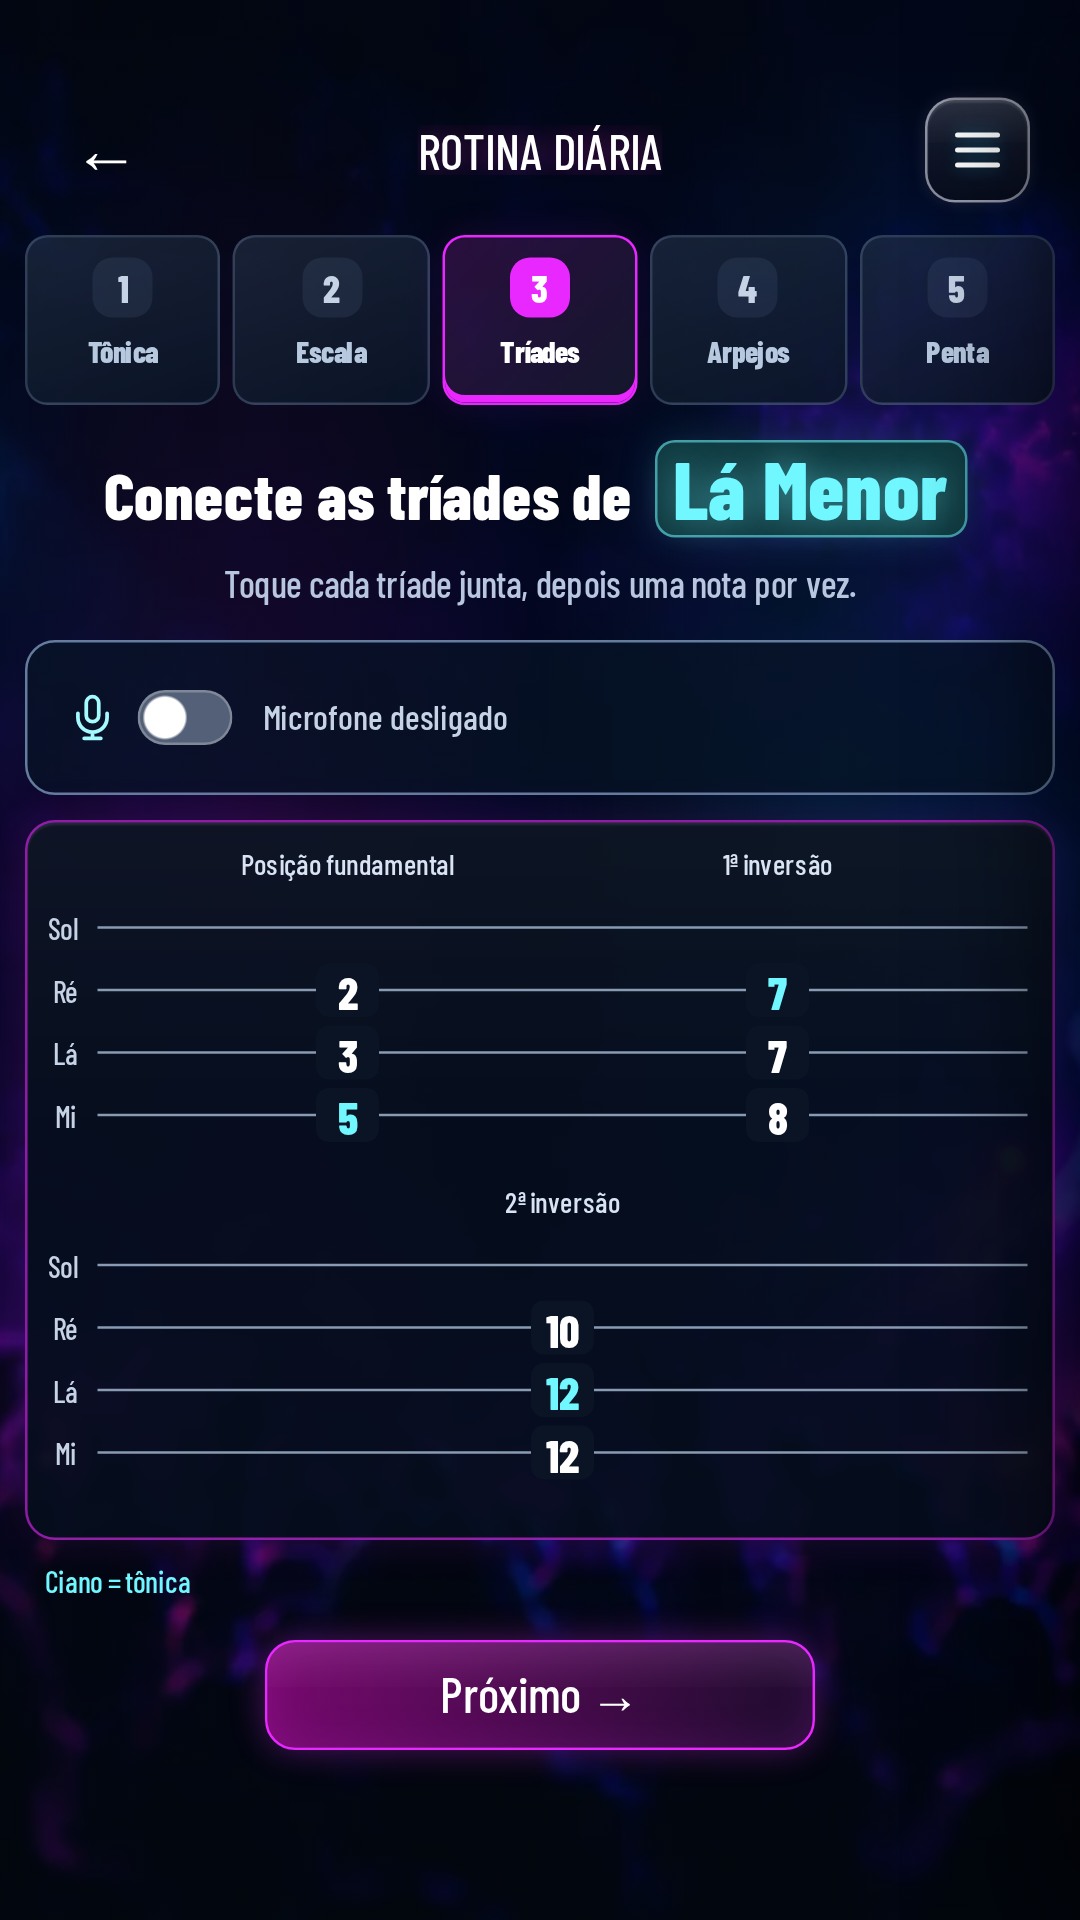 ←
ROTINA DIÁRIA
1
Tônica
2
Escala
3
Tríades
4
Arpejos
5
Penta
Conecte as tríades de Lá Menor
Toque cada tríade junta, depois uma nota por vez.
Microfone desligado
Posição fundamental
1ª inversão
Sol
Ré 2 7
Lá 3 7
Mi 5 8
2ª inversão
Sol
Ré 10
Lá 12
Mi 12
Ciano = tônica
Próximo →